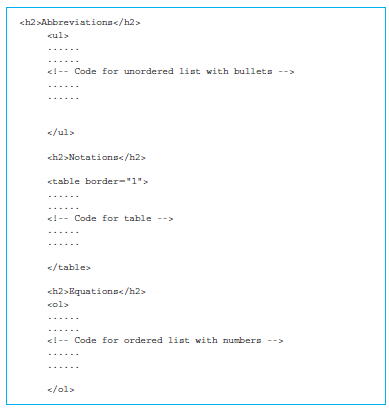 <h2>Abbreviations</h2>
<ul>
......
......
<!-- Code for unordered list with bullets -->
......
......
</ul>
<h2>Notations</h2>
<table border="1">
......
......
<!-- Code for table -->
......
......
</table>
<h2>Equations</h2>
<ol>
......
......
<!-- Code for ordered list with numbers -->
......
......
</ol>